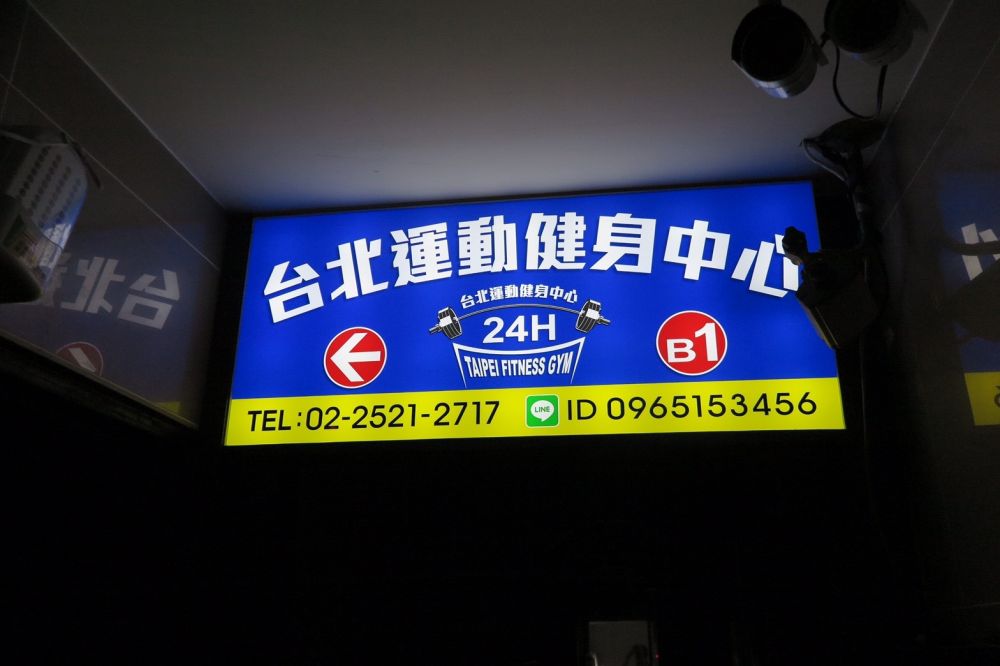 台北運動健身中心
台北運動健身中心
24H
TAIPEI FITNESS GYM
B1
TEL:02-2521-2717 LINE ID 0965153456